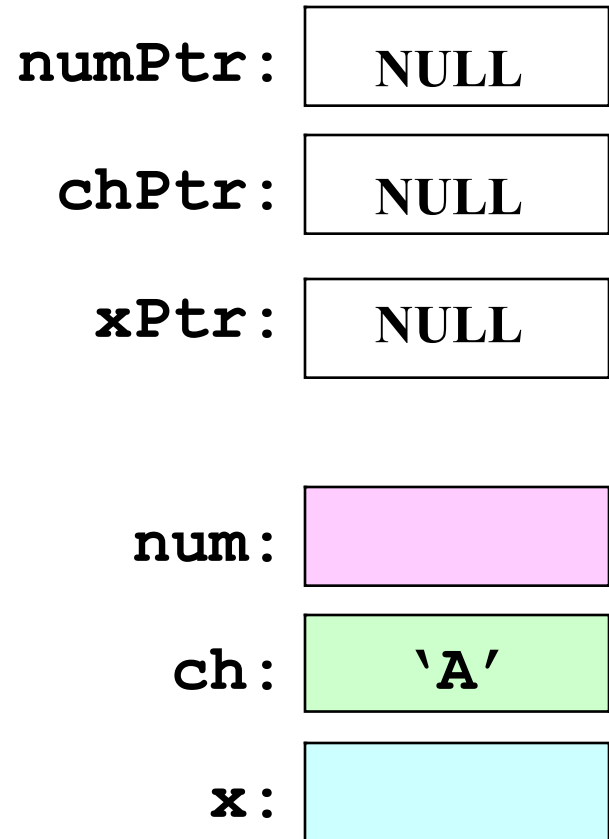 numPtr: NULL
chPtr: NULL
xPtr: NULL
num:
ch: ‘A’
x: